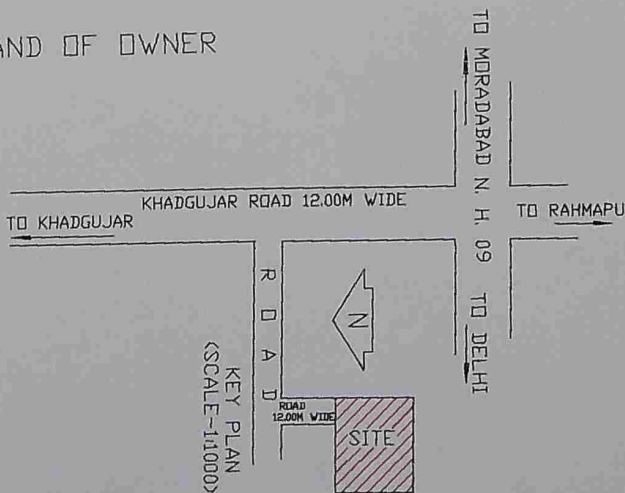 AND OF OWNER
TO MORADABAD N. H. 09 TO DELHI
KHADGUJAR ROAD 12.00M WIDE
TO KHADGUJAR
TO RAHMAPU
ROAD
N
KEY PLAN
(SCALE-1:1000)
ROAD
12.00M WIDE
SITE